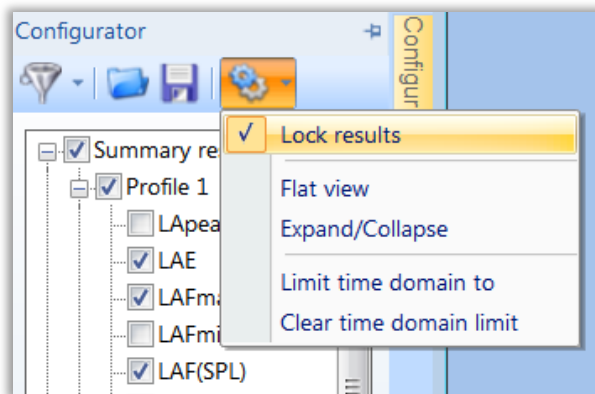 Configurator
Configur
Lock results
Summary re
Profile 1
Flat view
LApea
Expand/Collapse
LAE
LAFma
Limit time domain to
LAFmi
Clear time domain limit
LAF(SPL)